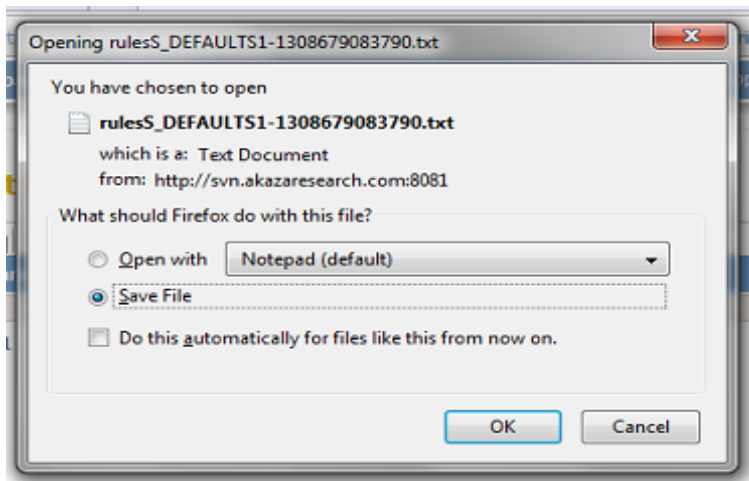 Opening rulesS_DEFAULTS1-1308679083790.txt
You have chosen to open
rulesS_DEFAULTS1-1308679083790.txt
which is a: Text Document
from: http://svn.akazaresearch.com:8081
What should Firefox do with this file?
Open with Notepad (default)
Save File
Do this automatically for files like this from now on.
OK Cancel